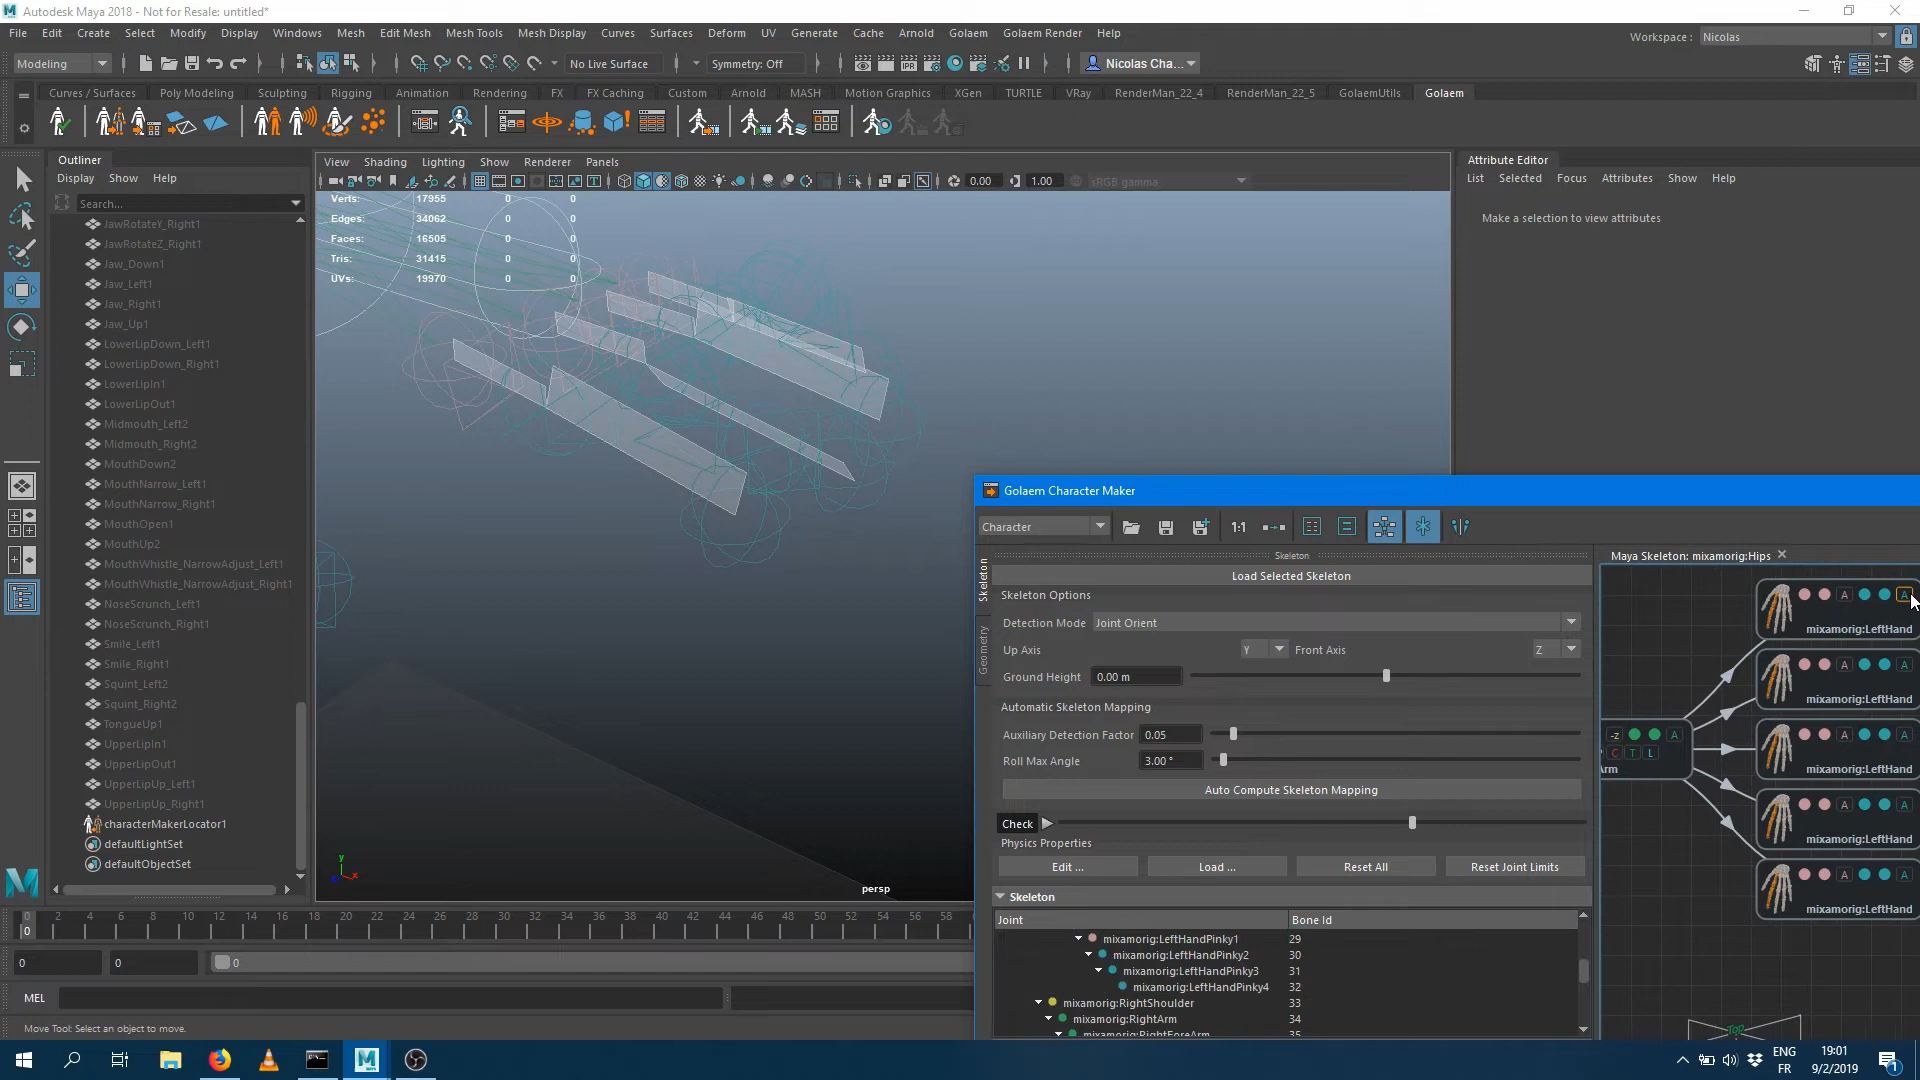 Autodesk Maya 2018 - Not for Resale: untitled*
File Edit Create Select Modify Display Windows Mesh Edit Mesh Mesh Tools Mesh Display Curves Surfaces Deform UV Generate Cache Arnold Golaem Golaem Render Help
Workspace : Nicolas
Modeling No Live Surface Symmetry: Off Nicolas Cha...
Curves / Surfaces Poly Modeling Sculpting Rigging Animation Rendering FX FX Caching Custom Arnold MASH Motion Graphics XGen TURTLE VRay RenderMan_22_4 RenderMan_22_5 GolaemUtils Golaem
Outliner
Display Show Help
Search...
JawRotateY_Right1
JawRotateZ_Right1
Jaw_Down1
Jaw_Left1
Jaw_Right1
Jaw_Up1
LowerLipDown_Left1
LowerLipDown_Right1
LowerLipIn1
LowerLipOut1
Midmouth_Left2
Midmouth_Right2
MouthDown2
MouthNarrow_Left1
MouthNarrow_Right1
MouthOpen1
MouthUp2
MouthWhistle_NarrowAdjust_Left1
MouthWhistle_NarrowAdjust_Right1
NoseScrunch_Left1
NoseScrunch_Right1
Smile_Left1
Smile_Right1
Squint_Left2
Squint_Right2
TongueUp1
UpperLipIn1
UpperLipOut1
UpperLipUp_Left1
UpperLipUp_Right1
characterMakerLocator1
defaultLightSet
defaultObjectSet
View Shading Lighting Show Renderer Panels
0.00 1.00 sRGB gamma
Verts: 17955 0 0
Edges: 34062 0 0
Faces: 16505 0 0
Tris: 31415 0 0
UVs: 19970 0 0
y
x
persp
Attribute Editor
List Selected Focus Attributes Show Help
Make a selection to view attributes
Golaem Character Maker
Character 1:1
Skeleton
Geometry
Skeleton
Load Selected Skeleton
Skeleton Options
Detection Mode Joint Orient
Up Axis Y Front Axis Z
Ground Height 0.00 m
Automatic Skeleton Mapping
Auxiliary Detection Factor 0.05
Roll Max Angle 3.00 °
Auto Compute Skeleton Mapping
Check
Physics Properties
Edit ... Load ... Reset All Reset Joint Limits
Skeleton
Joint Bone Id
mixamorig:LeftHandPinky1 29
mixamorig:LeftHandPinky2 30
mixamorig:LeftHandPinky3 31
mixamorig:LeftHandPinky4 32
mixamorig:RightShoulder 33
mixamorig:RightArm 34
mixamorig:RightForeArm 35
Maya Skeleton: mixamorig:Hips
A A
mixamorig:LeftHand
A A
mixamorig:LeftHand
A A
mixamorig:LeftHand
A A
mixamorig:LeftHand
A A
mixamorig:LeftHand
-z A
C T L
Arm
TOP
0 2 4 6 8 10 12 14 16 18 20 22 24 26 28 30 32 34 36 38 40 42 44 46 48 50 52 54 56 58
0
0 0 0
MEL
Move Tool: Select an object to move.
ENG
FR
19:01
9/2/2019
1